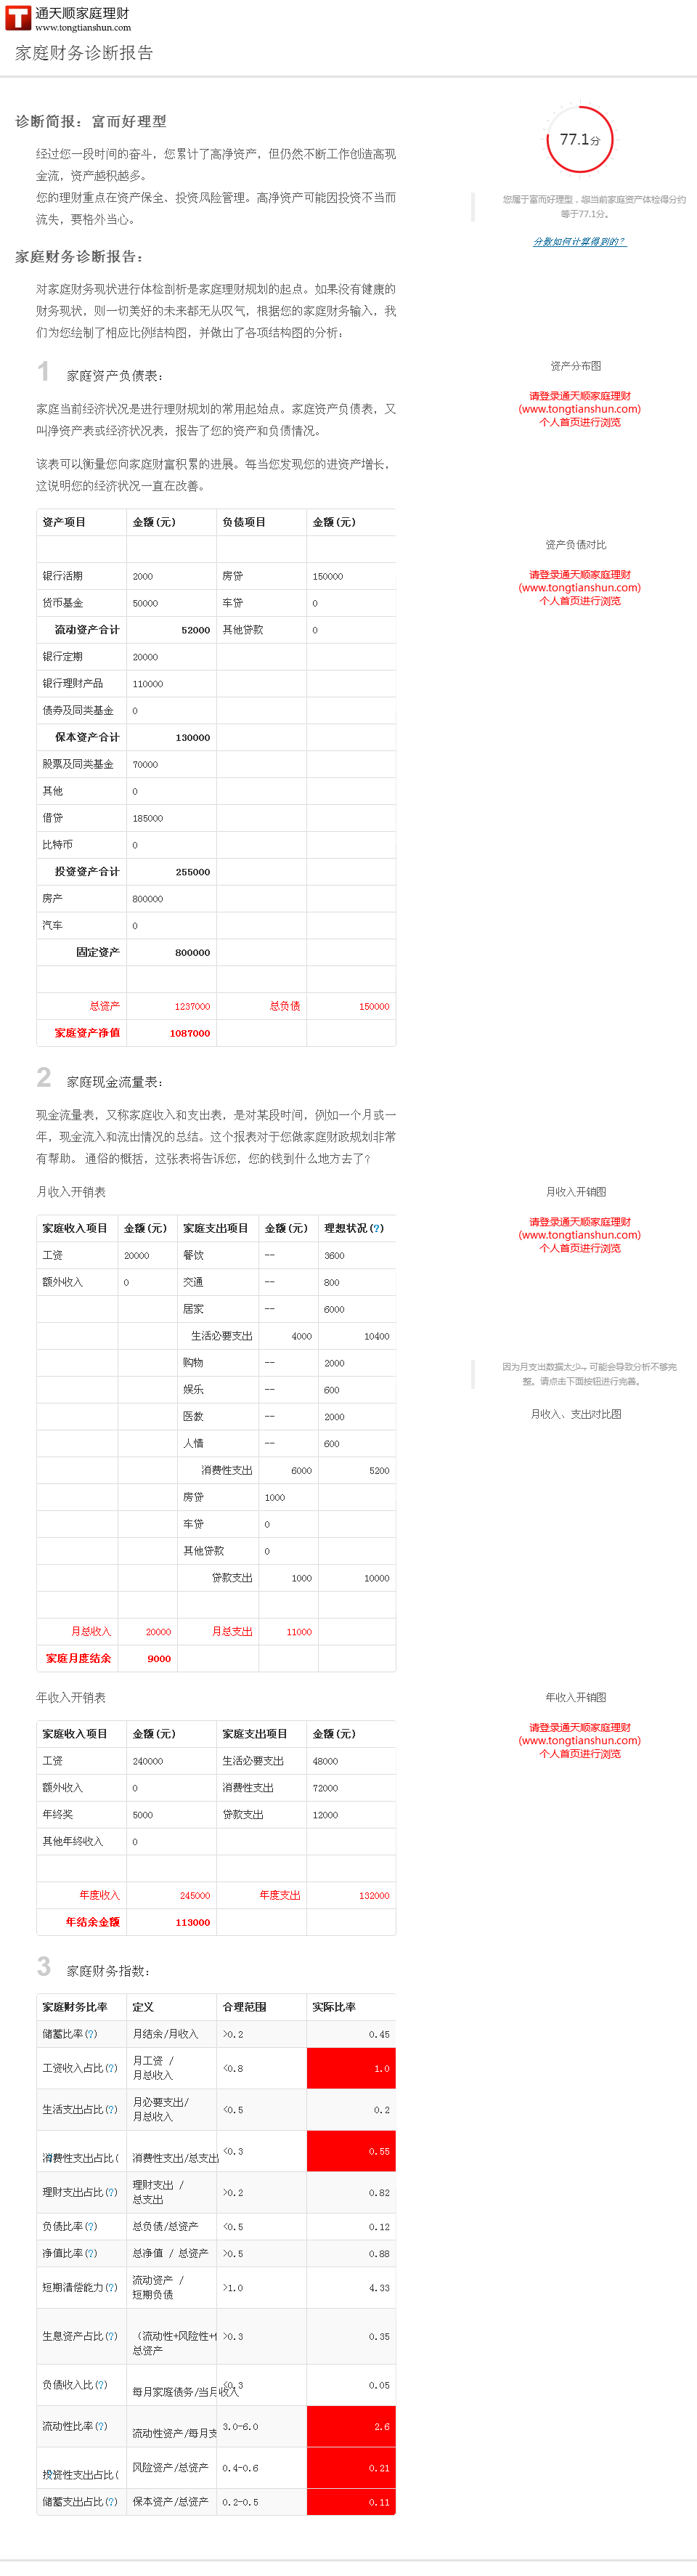 通天顺家庭理财
www.tongtianshun.com
家庭财务诊断报告
诊断简报：富而好理型
经过您一段时间的奋斗，您累计了高净资产，但仍然不断工作创造高现
金流，资产越积越多。
您的理财重点在资产保全、投资风险管理。高净资产可能因投资不当而
流失，要格外当心。
77.1分
您属于富而好理型，您当前家庭资产体检得分约
等于77.1分。
分数如何计算得到的？
家庭财务诊断报告：
对家庭财务现状进行体检剖析是家庭理财规划的起点。如果没有健康的
财务现状，则一切美好的未来都无从叹气，根据您的家庭财务输入，我
们为您绘制了相应比例结构图，并做出了各项结构图的分析：
1 家庭资产负债表：
家庭当前经济状况是进行理财规划的常用起始点。家庭资产负债表，又
叫净资产表或经济状况表，报告了您的资产和负债情况。
该表可以衡量您向家庭财富积累的进展。每当您发现您的进资产增长，
这说明您的经济状况一直在改善。
资产分布图
请登录通天顺家庭理财
(www.tongtianshun.com)
个人首页进行浏览
资产负债对比
请登录通天顺家庭理财
(www.tongtianshun.com)
个人首页进行浏览
资产项目 金额(元) 负债项目 金额(元)
银行活期 2000 房贷 150000
货币基金 50000 车贷 0
流动资产合计 52000 其他贷款 0
银行定期 20000
银行理财产品 110000
债券及同类基金 0
保本资产合计 130000
股票及同类基金 70000
其他 0
借贷 185000
比特币 0
投资资产合计 255000
房产 800000
汽车 0
固定资产 800000
总资产 1237000 总负债 150000
家庭资产净值 1087000
2 家庭现金流量表：
现金流量表，又称家庭收入和支出表，是对某段时间，例如一个月或一
年，现金流入和流出情况的总结。这个报表对于您做家庭财政规划非常
有帮助。 通俗的概括，这张表将告诉您，您的钱到什么地方去了？
月收入开销表
月收入开销图
请登录通天顺家庭理财
(www.tongtianshun.com)
个人首页进行浏览
因为月支出数据太少，可能会导致分析不够完
整。请点击下面按钮进行完善。
月收入、支出对比图
家庭收入项目 金额(元) 家庭支出项目 金额(元) 理想状况(?)
工资 20000 餐饮 -- 3600
额外收入 0 交通 -- 800
居家 -- 6000
生活必要支出 4000 10400
购物 -- 2000
娱乐 -- 600
医教 -- 2000
人情 -- 600
消费性支出 6000 5200
房贷 1000
车贷 0
其他贷款 0
贷款支出 1000 10000
月总收入 20000 月总支出 11000
家庭月度结余 9000
年收入开销表
年收入开销图
请登录通天顺家庭理财
(www.tongtianshun.com)
个人首页进行浏览
家庭收入项目 金额(元) 家庭支出项目 金额(元)
工资 240000 生活必要支出 48000
额外收入 0 消费性支出 72000
年终奖 5000 贷款支出 12000
其他年终收入 0
年度收入 245000 年度支出 132000
年结余金额 113000
3 家庭财务指数：
家庭财务比率 定义 合理范围 实际比率
储蓄比率(?) 月结余/月收入 >0.2 0.45
工资收入占比(?) 月工资 /
月总收入 <0.8 1.0
生活支出占比(?) 月必要支出/
月总收入 <0.5 0.2
消费性支出占比( 消费性支出/总支出 <0.3 0.55
理财支出占比(?) 理财支出 /
总支出 >0.2 0.82
负债比率(?) 总负债/总资产 <0.5 0.12
净值比率(?) 总净值 / 总资产 >0.5 0.88
短期清偿能力(?) 流动资产 /
短期负债 >1.0 4.33
生息资产占比(?) （流动性+风险性+
总资产 >0.3 0.35
负债收入比(?) 每月家庭债务/当月收入 <0.3 0.05
流动性比率(?) 流动性资产/每月支 3.0-6.0 2.6
投资性支出占比( 风险资产/总资产 0.4-0.6 0.21
储蓄支出占比(?) 保本资产/总资产 0.2-0.5 0.11